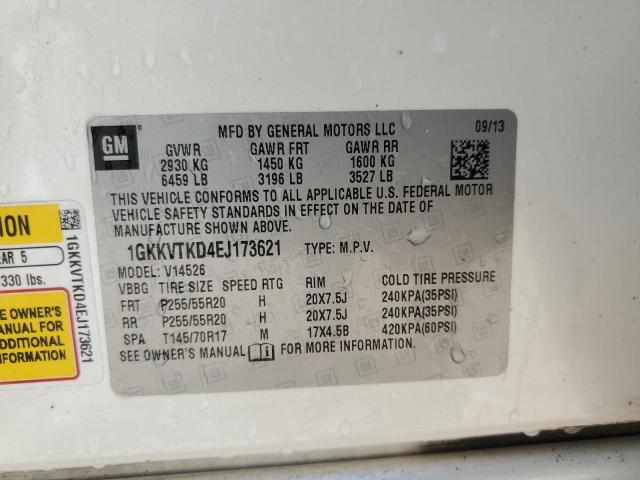 GM
MFD BY GENERAL MOTORS LLC 09/13
GVWR GAWR FRT GAWR RR
2930 KG 1450 KG 1600 KG
6459 LB 3196 LB 3527 LB
THIS VEHICLE CONFORMS TO ALL APPLICABLE U.S. FEDERAL MOTOR
VEHICLE SAFETY STANDARDS IN EFFECT ON THE DATE OF
MANUFACTURE SHOWN ABOVE.
1GKKVTKD4EJ173621 TYPE: M.P.V.
MODEL: V14526
VBBG TIRE SIZE SPEED RTG RIM COLD TIRE PRESSURE
FRT P255/55R20 H 20X7.5J 240KPA(35PSI)
RR P255/55R20 H 20X7.5J 240KPA(35PSI)
SPA T145/70R17 M 17X4.5B 420KPA(60PSI)
SEE OWNER'S MANUAL FOR MORE INFORMATION.
ION
AR 5
330 lbs.
E OWNER'S
ANUAL FOR
DDITIONAL
ORMATION
1GKKVTKD4EJ173621